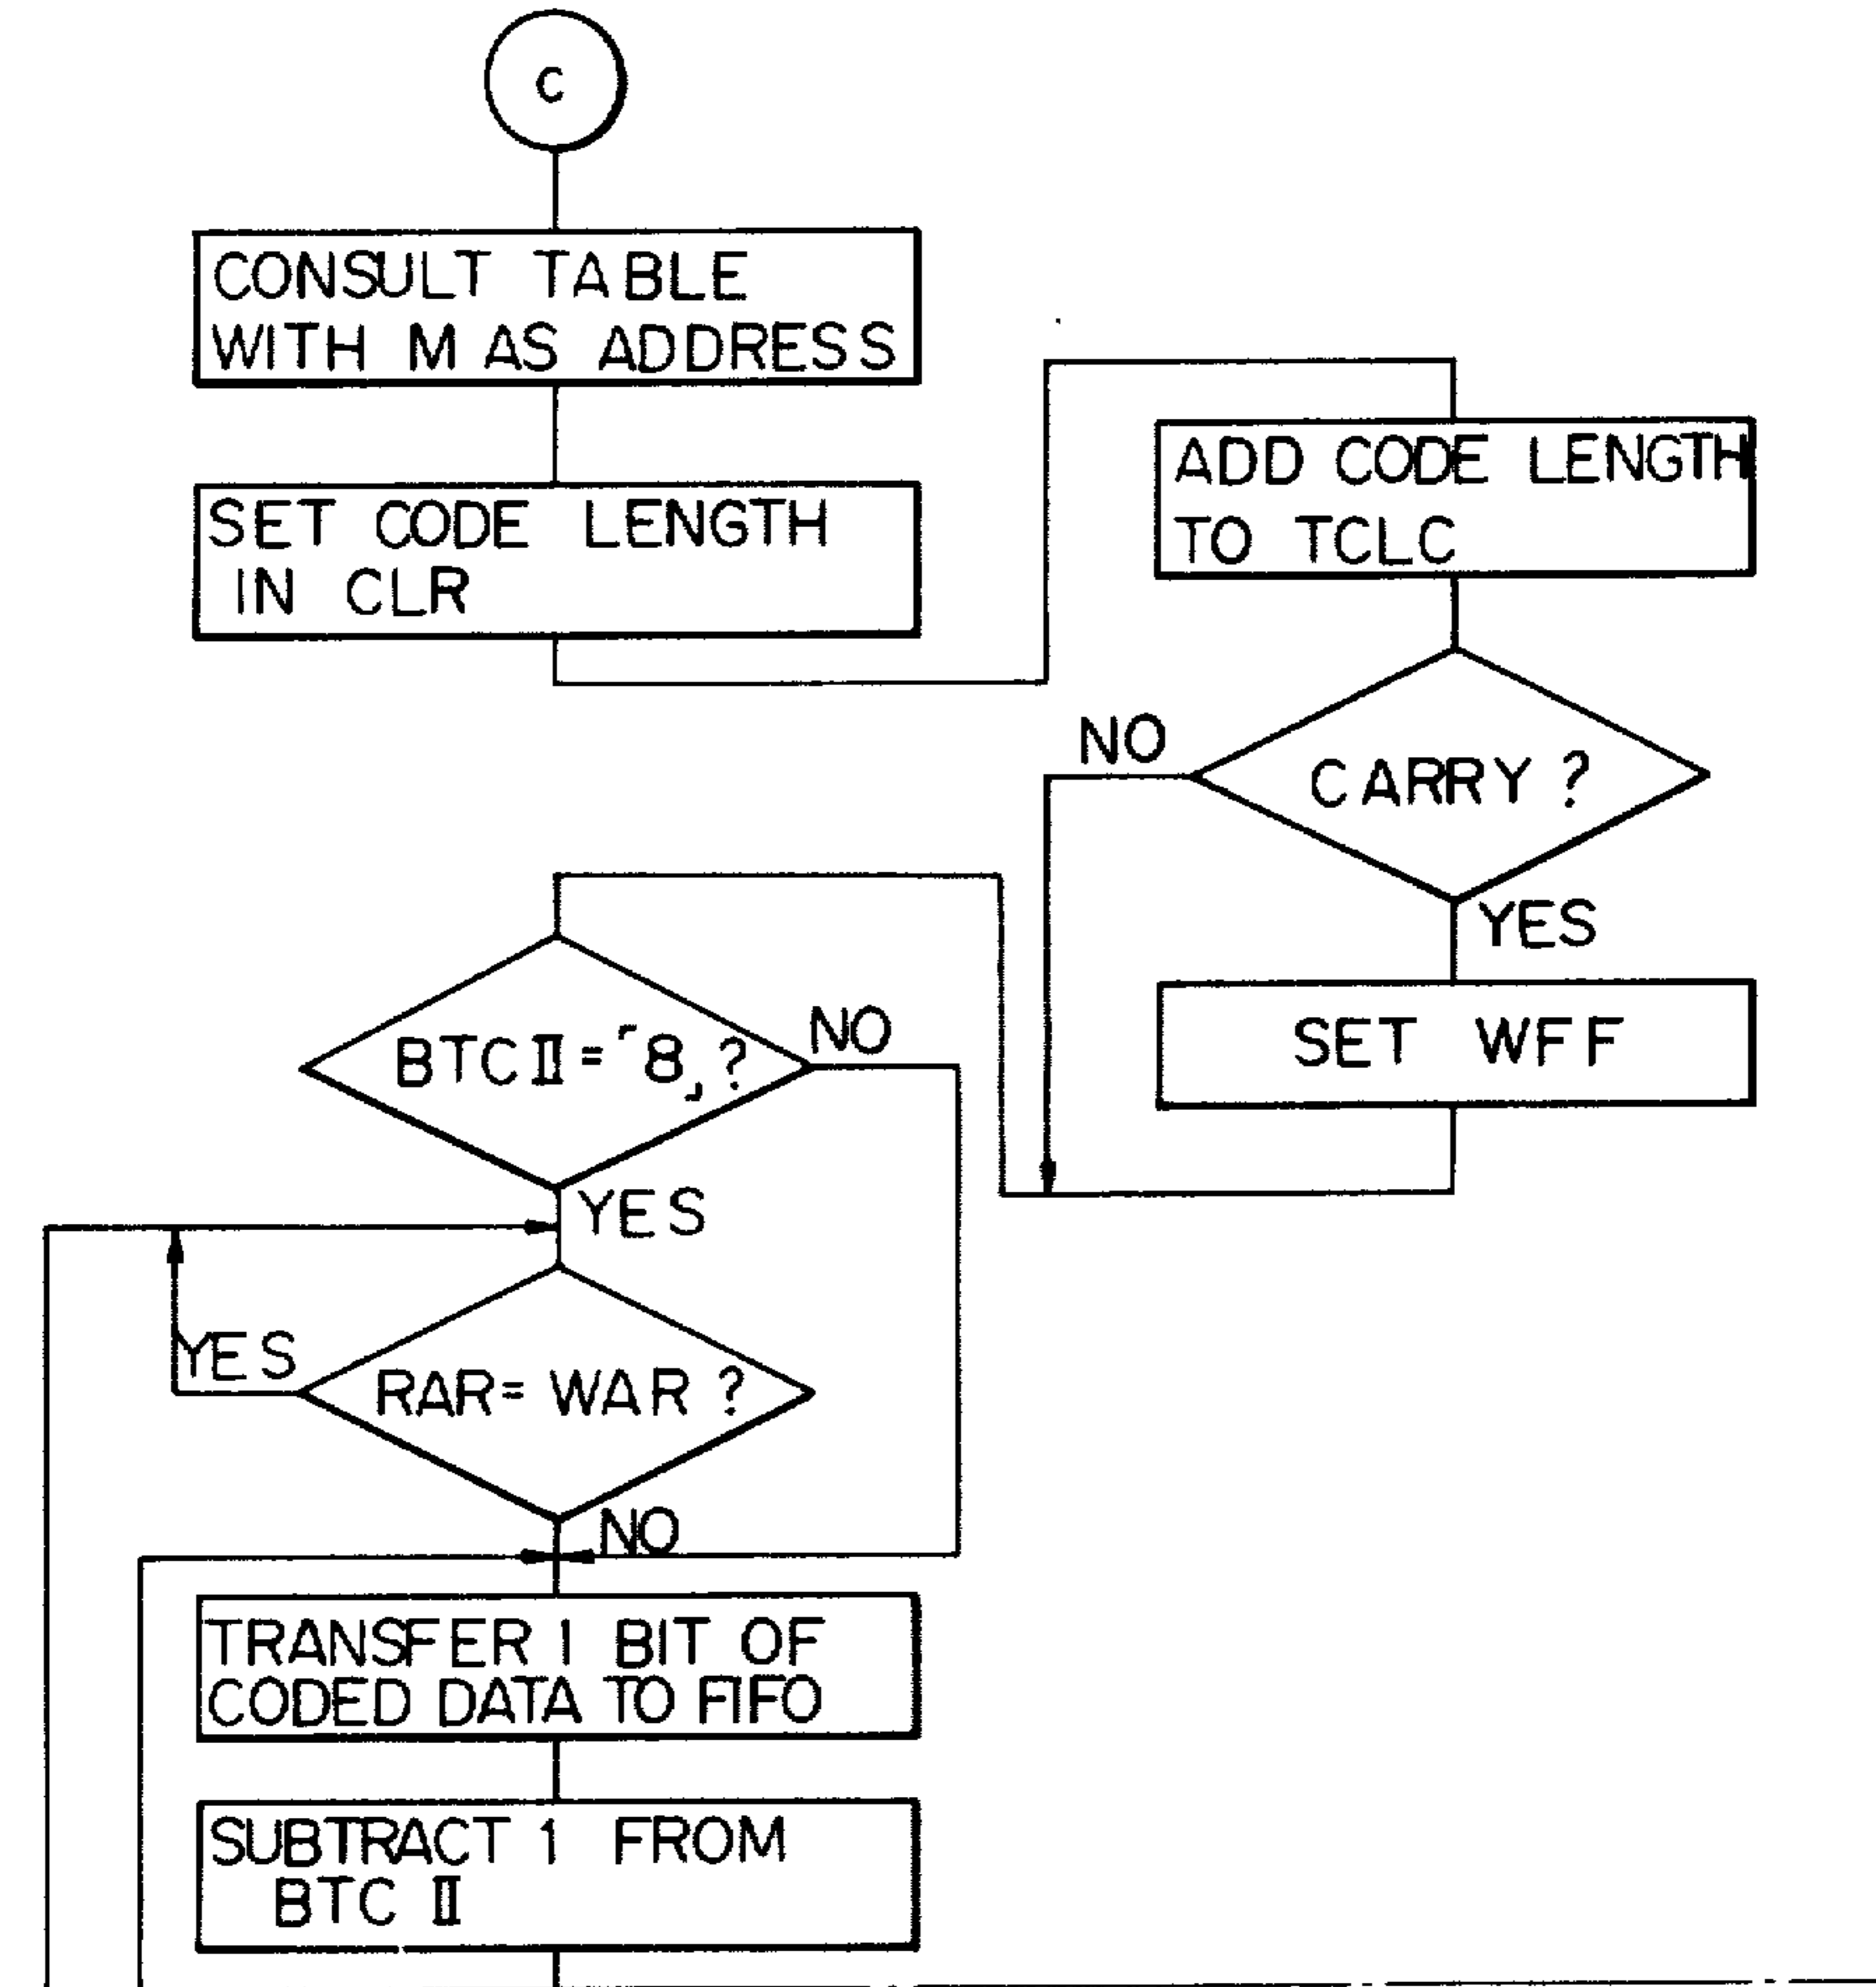 C
CONSULT TABLE
WITH M AS ADDRESS
SET CODE LENGTH
IN CLR
ADD CODE LENGTH
TO TCLC
CARRY ?
NO
YES
SET WFF
BTC II = 「8」?
NO
YES
RAR = WAR ?
YES
NO
TRANSFER 1 BIT OF
CODED DATA TO FIFO
SUBTRACT 1 FROM
BTC II